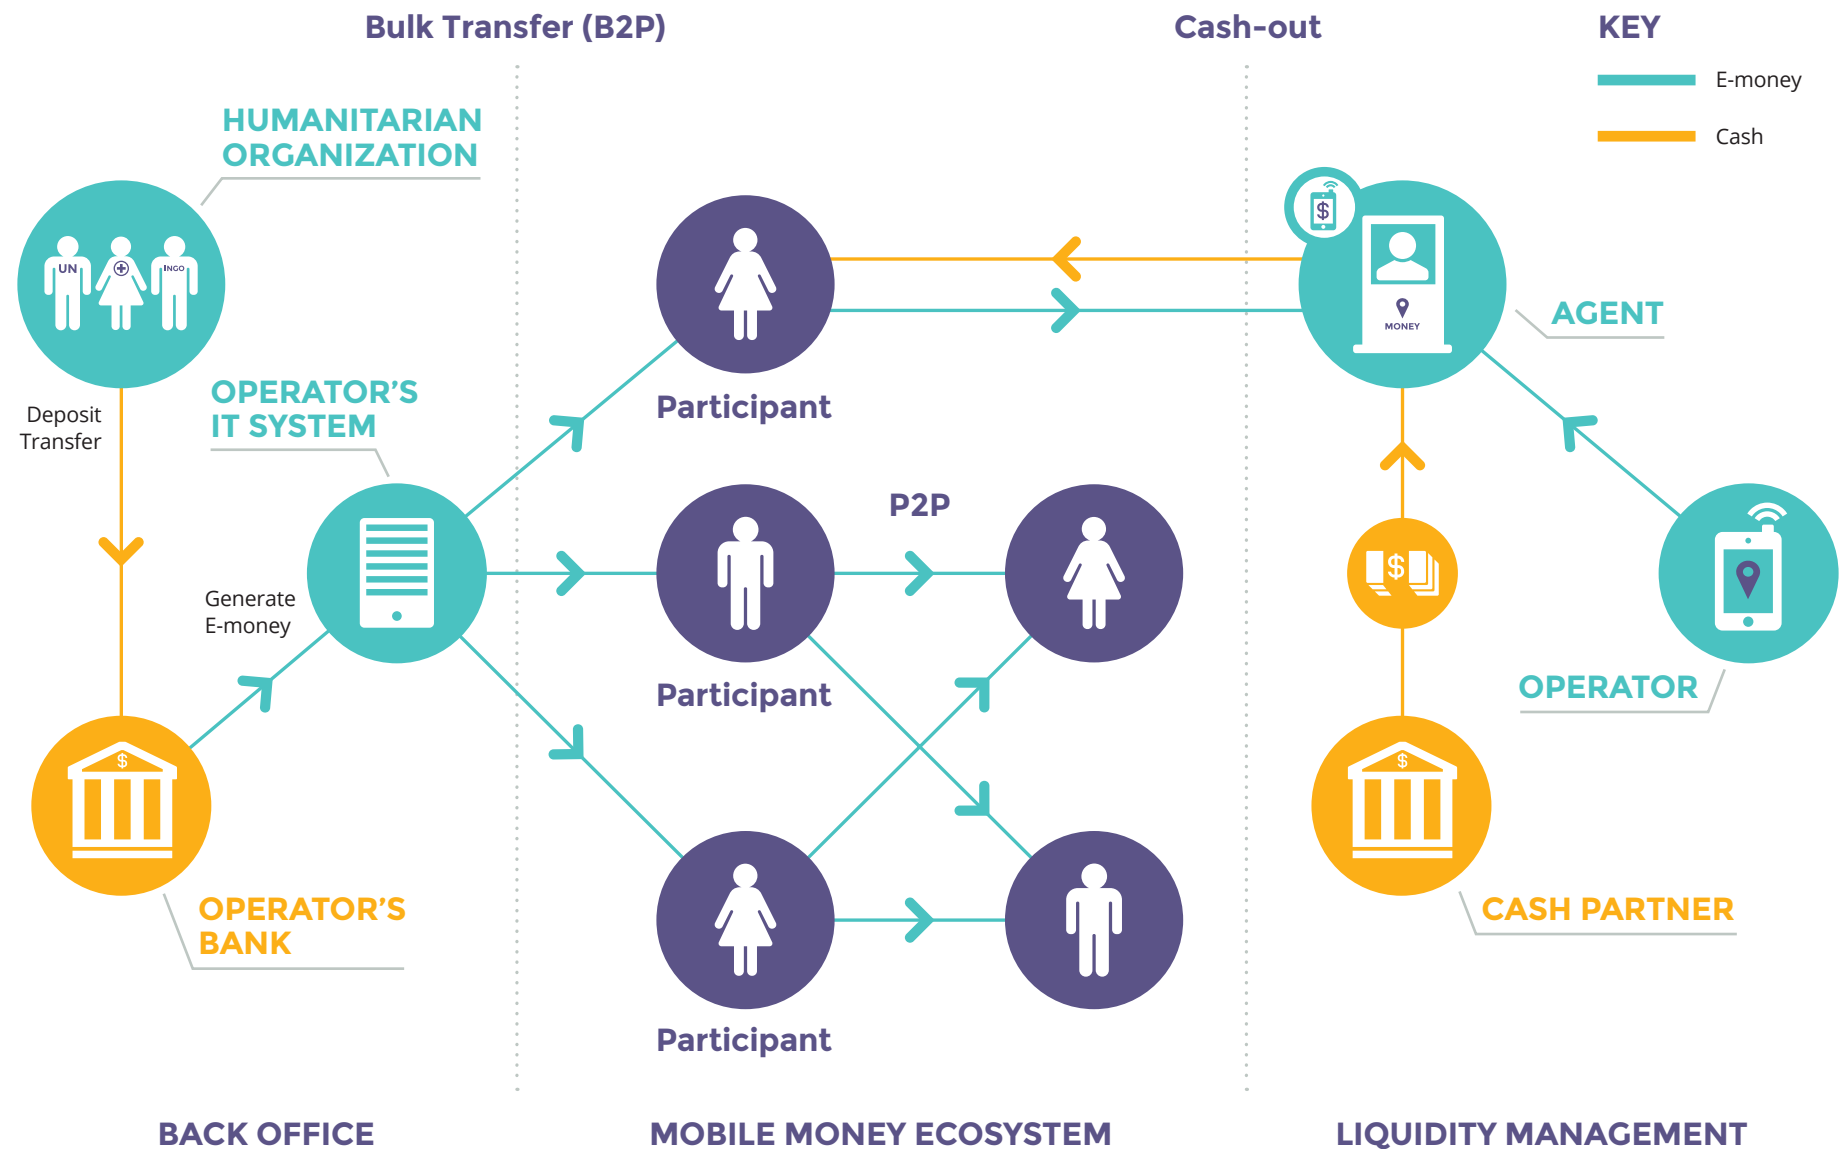 Bulk Transfer (B2P)
Cash-out
KEY
E-money
Cash
HUMANITARIAN
ORGANIZATION
UN
INGO
$
MONEY
AGENT
Deposit
Transfer
OPERATOR'S
IT SYSTEM
Participant
P2P
$
Generate
E-money
Participant
OPERATOR
$
$
OPERATOR'S
BANK
CASH PARTNER
Participant
BACK OFFICE
MOBILE MONEY ECOSYSTEM
LIQUIDITY MANAGEMENT